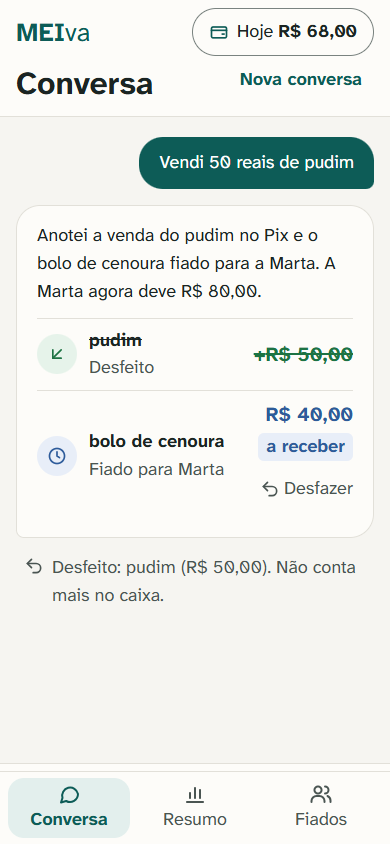 MEIva
Hoje R$ 68,00
Conversa
Nova conversa
Vendi 50 reais de pudim
Anotei a venda do pudim no Pix e o
bolo de cenoura fiado para a Marta. A
Marta agora deve R$ 80,00.
pudim
Desfeito
+R$ 50,00
bolo de cenoura
Fiado para Marta
R$ 40,00
a receber
Desfazer
Desfeito: pudim (R$ 50,00). Não conta
mais no caixa.
Conversa
Resumo
Fiados